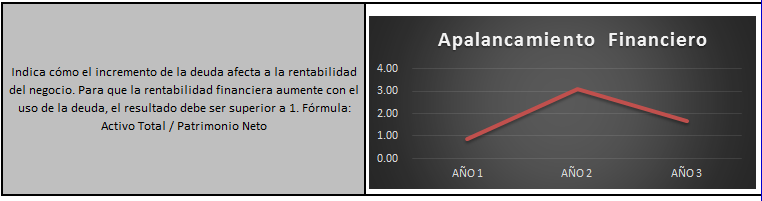 Indica cómo el incremento de la deuda afecta a la rentabilidad
del negocio. Para que la rentabilidad financiera aumente con el
uso de la deuda, el resultado debe ser superior a 1. Fórmula:
Activo Total / Patrimonio Neto
Apalancamiento Financiero
4.00
3.00
2.00
1.00
0.00
AÑO 1
AÑO 2
AÑO 3